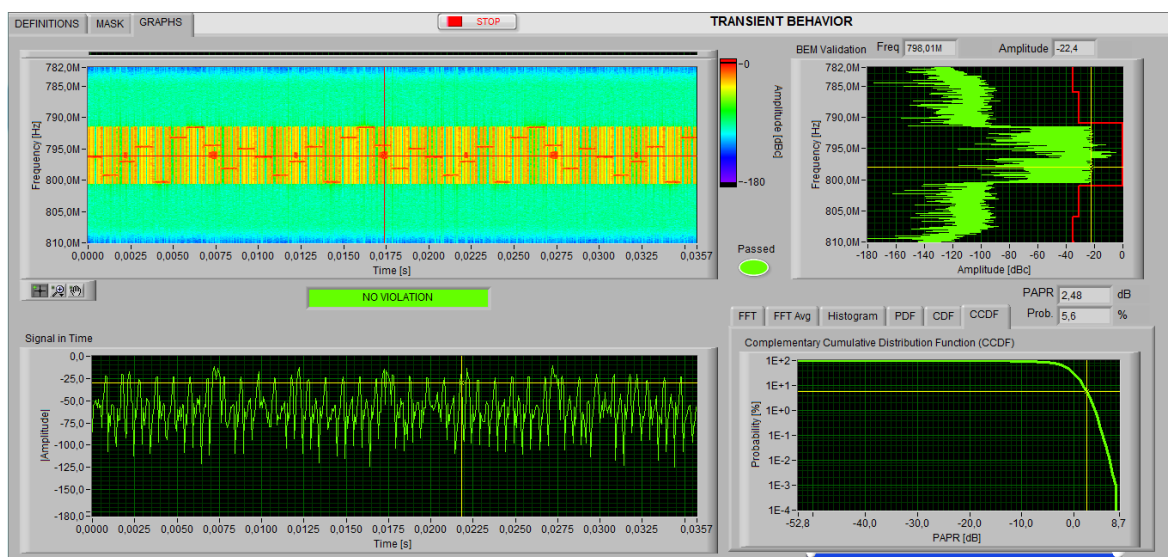 DEFINITIONS MASK GRAPHS
STOP
TRANSIENT BEHAVIOR
BEM Validation Freq 798,01M Amplitude -22,4
Frequency [Hz]
782,0M
785,0M
790,0M
795,0M
800,0M
805,0M
810,0M
0,0000 0,0025 0,0050 0,0075 0,0100 0,0125 0,0150 0,0175 0,0200 0,0225 0,0250 0,0275 0,0300 0,0357
Time [s]
-0
-180
Amplitude [dBc]
Passed
Frequency [Hz]
782,0M
785,0M
790,0M
795,0M
800,0M
805,0M
810,0M
-180 -160 -140 -120 -100 -80 -60 -40 -20 0
Amplitude [dBc]
NO VIOLATION
PAPR 2,48 dB
Prob. 5,6 %
FFT FFT Avg Histogram PDF CDF CCDF
Signal in Time
|Amplitude|
0,0
-25,0
-50,0
-75,0
-100,0
-125,0
-150,0
-180,0
0,0000 0,0025 0,0050 0,0075 0,0100 0,0125 0,0150 0,0175 0,0200 0,0225 0,0250 0,0275 0,0300 0,0357
Time [s]
Complementary Cumulative Distribution Function (CCDF)
Probability [%]
1E+2
1E+1
1E+0
1E-1
1E-2
1E-3
1E-4
-52,8 -40,0 -30,0 -20,0 -10,0 0,0 8,7
PAPR [dB]